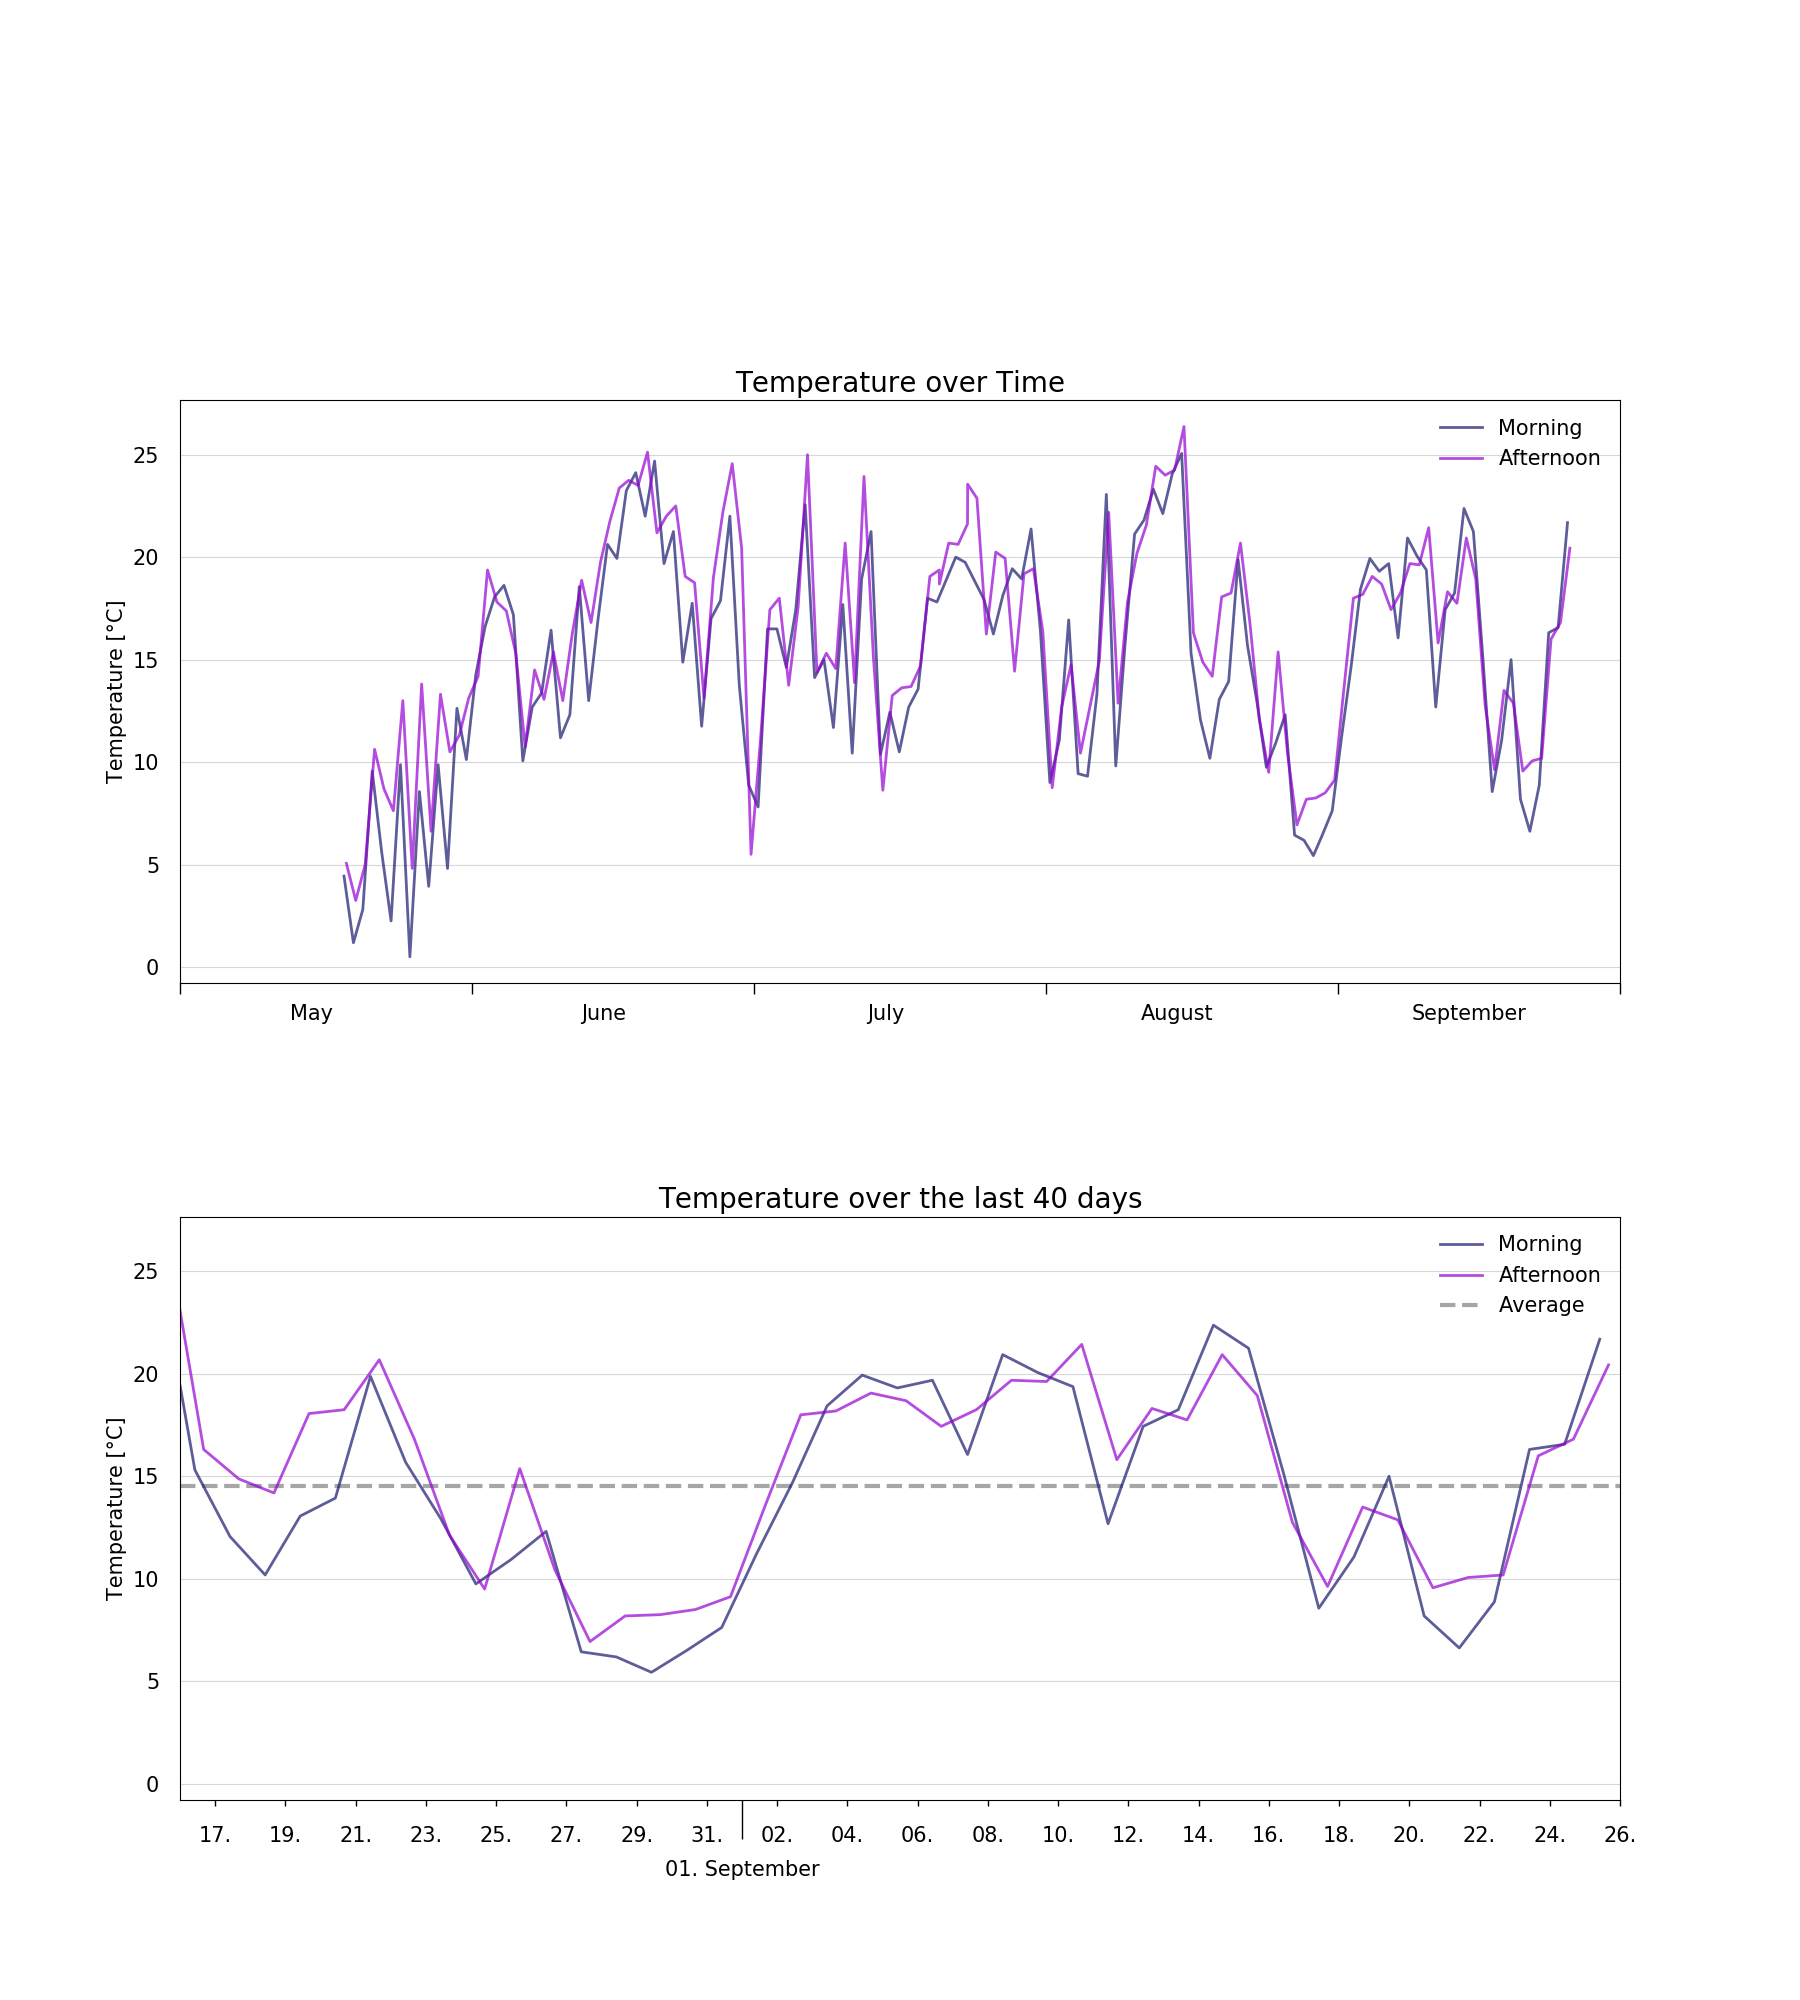 Temperature over Time
Morning
Afternoon
Temperature [°C]
25
20
15
10
5
0
May June July August September
Temperature over the last 40 days
Morning
Afternoon
Average
Temperature [°C]
25
20
15
10
5
0
17. 19. 21. 23. 25. 27. 29. 31. 02. 04. 06. 08. 10. 12. 14. 16. 18. 20. 22. 24. 26.
01. September